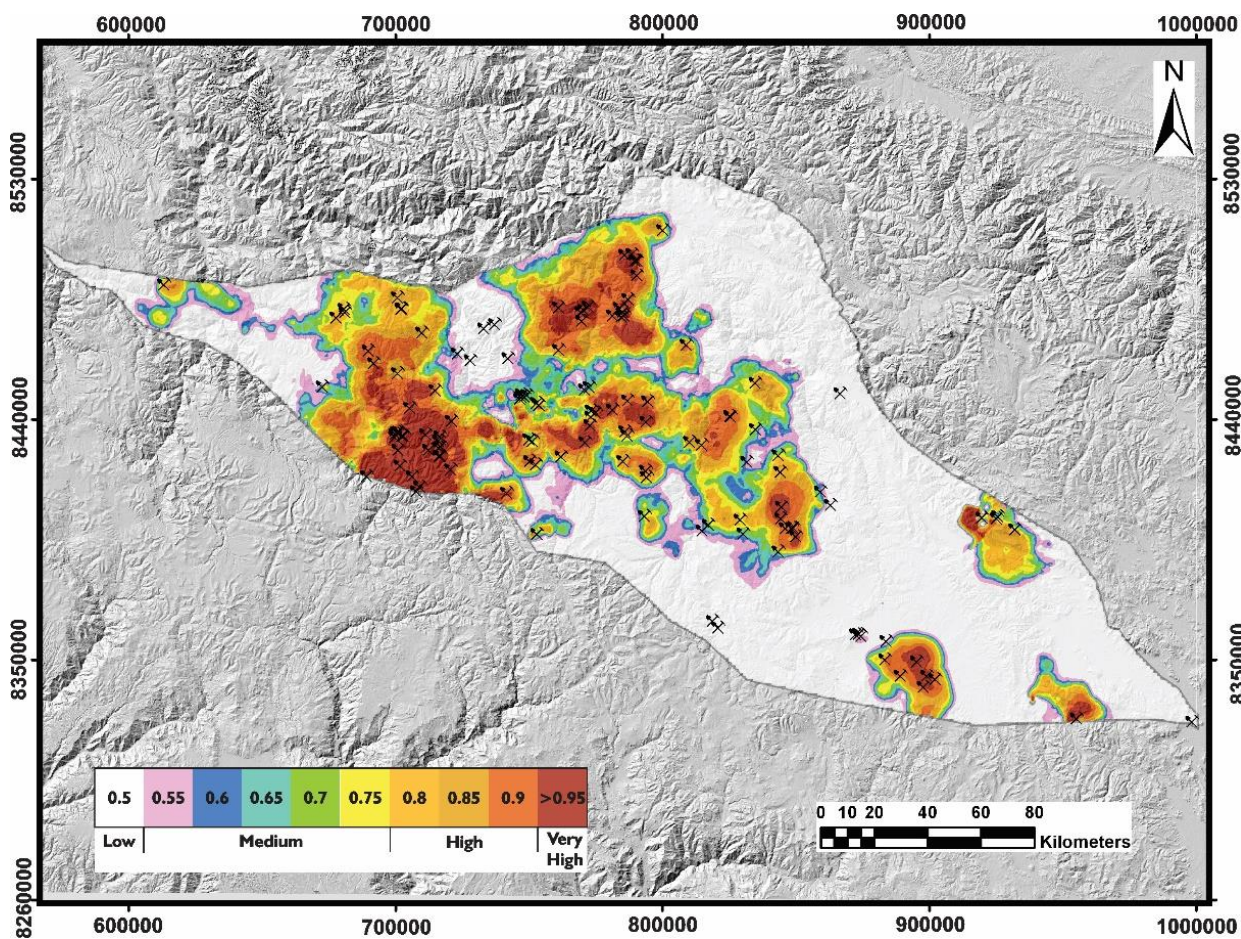 600000 700000 800000 900000 1000000
N
8530000 8530000
8440000 8440000
8350000 8350000
8260000
0.5 0.55 0.6 0.65 0.7 0.75 0.8 0.85 0.9 >0.95
Low Medium High Very High
0 10 20 40 60 80
Kilometers
600000 700000 800000 900000 1000000